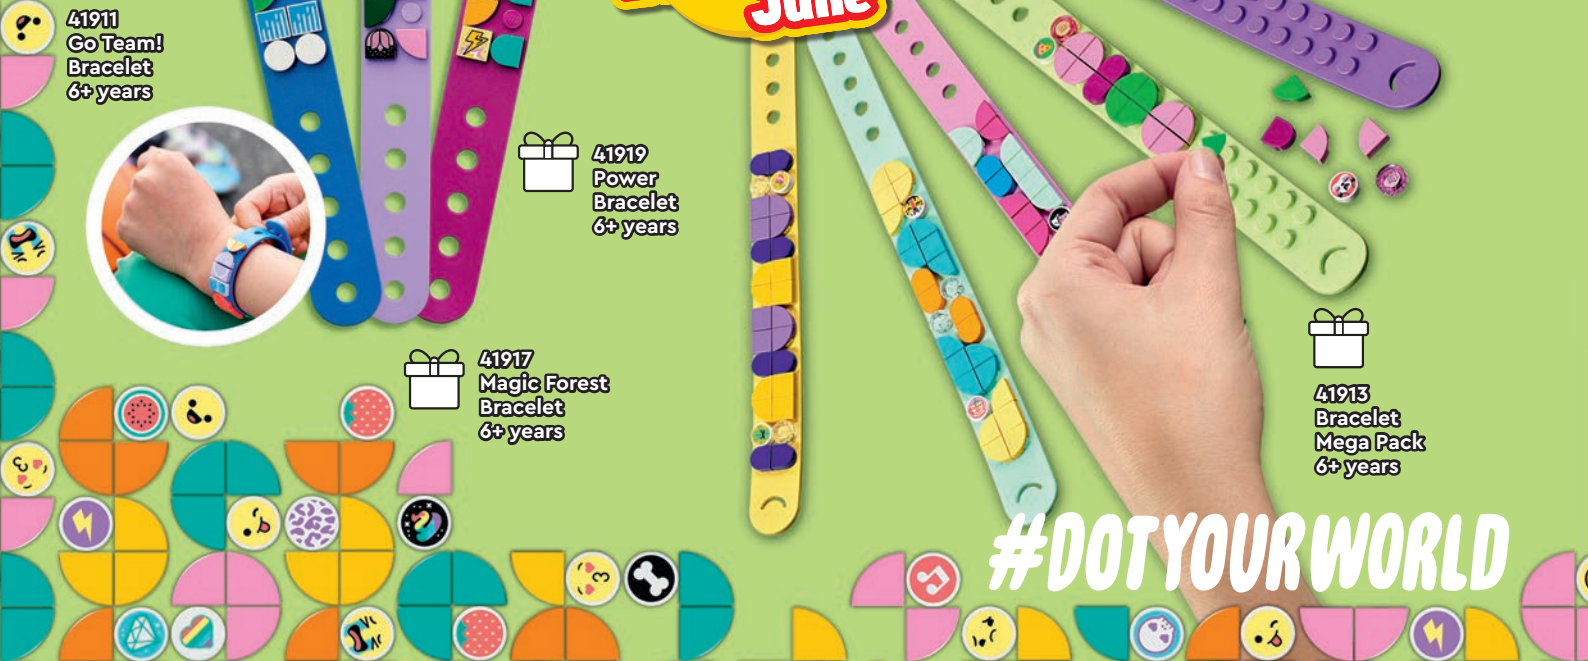 41911
Go Team!
Bracelet
6+ years
June
41919
Power
Bracelet
6+ years
41917
Magic Forest
Bracelet
6+ years
41913
Bracelet
Mega Pack
6+ years
#DOTYOURWORLD